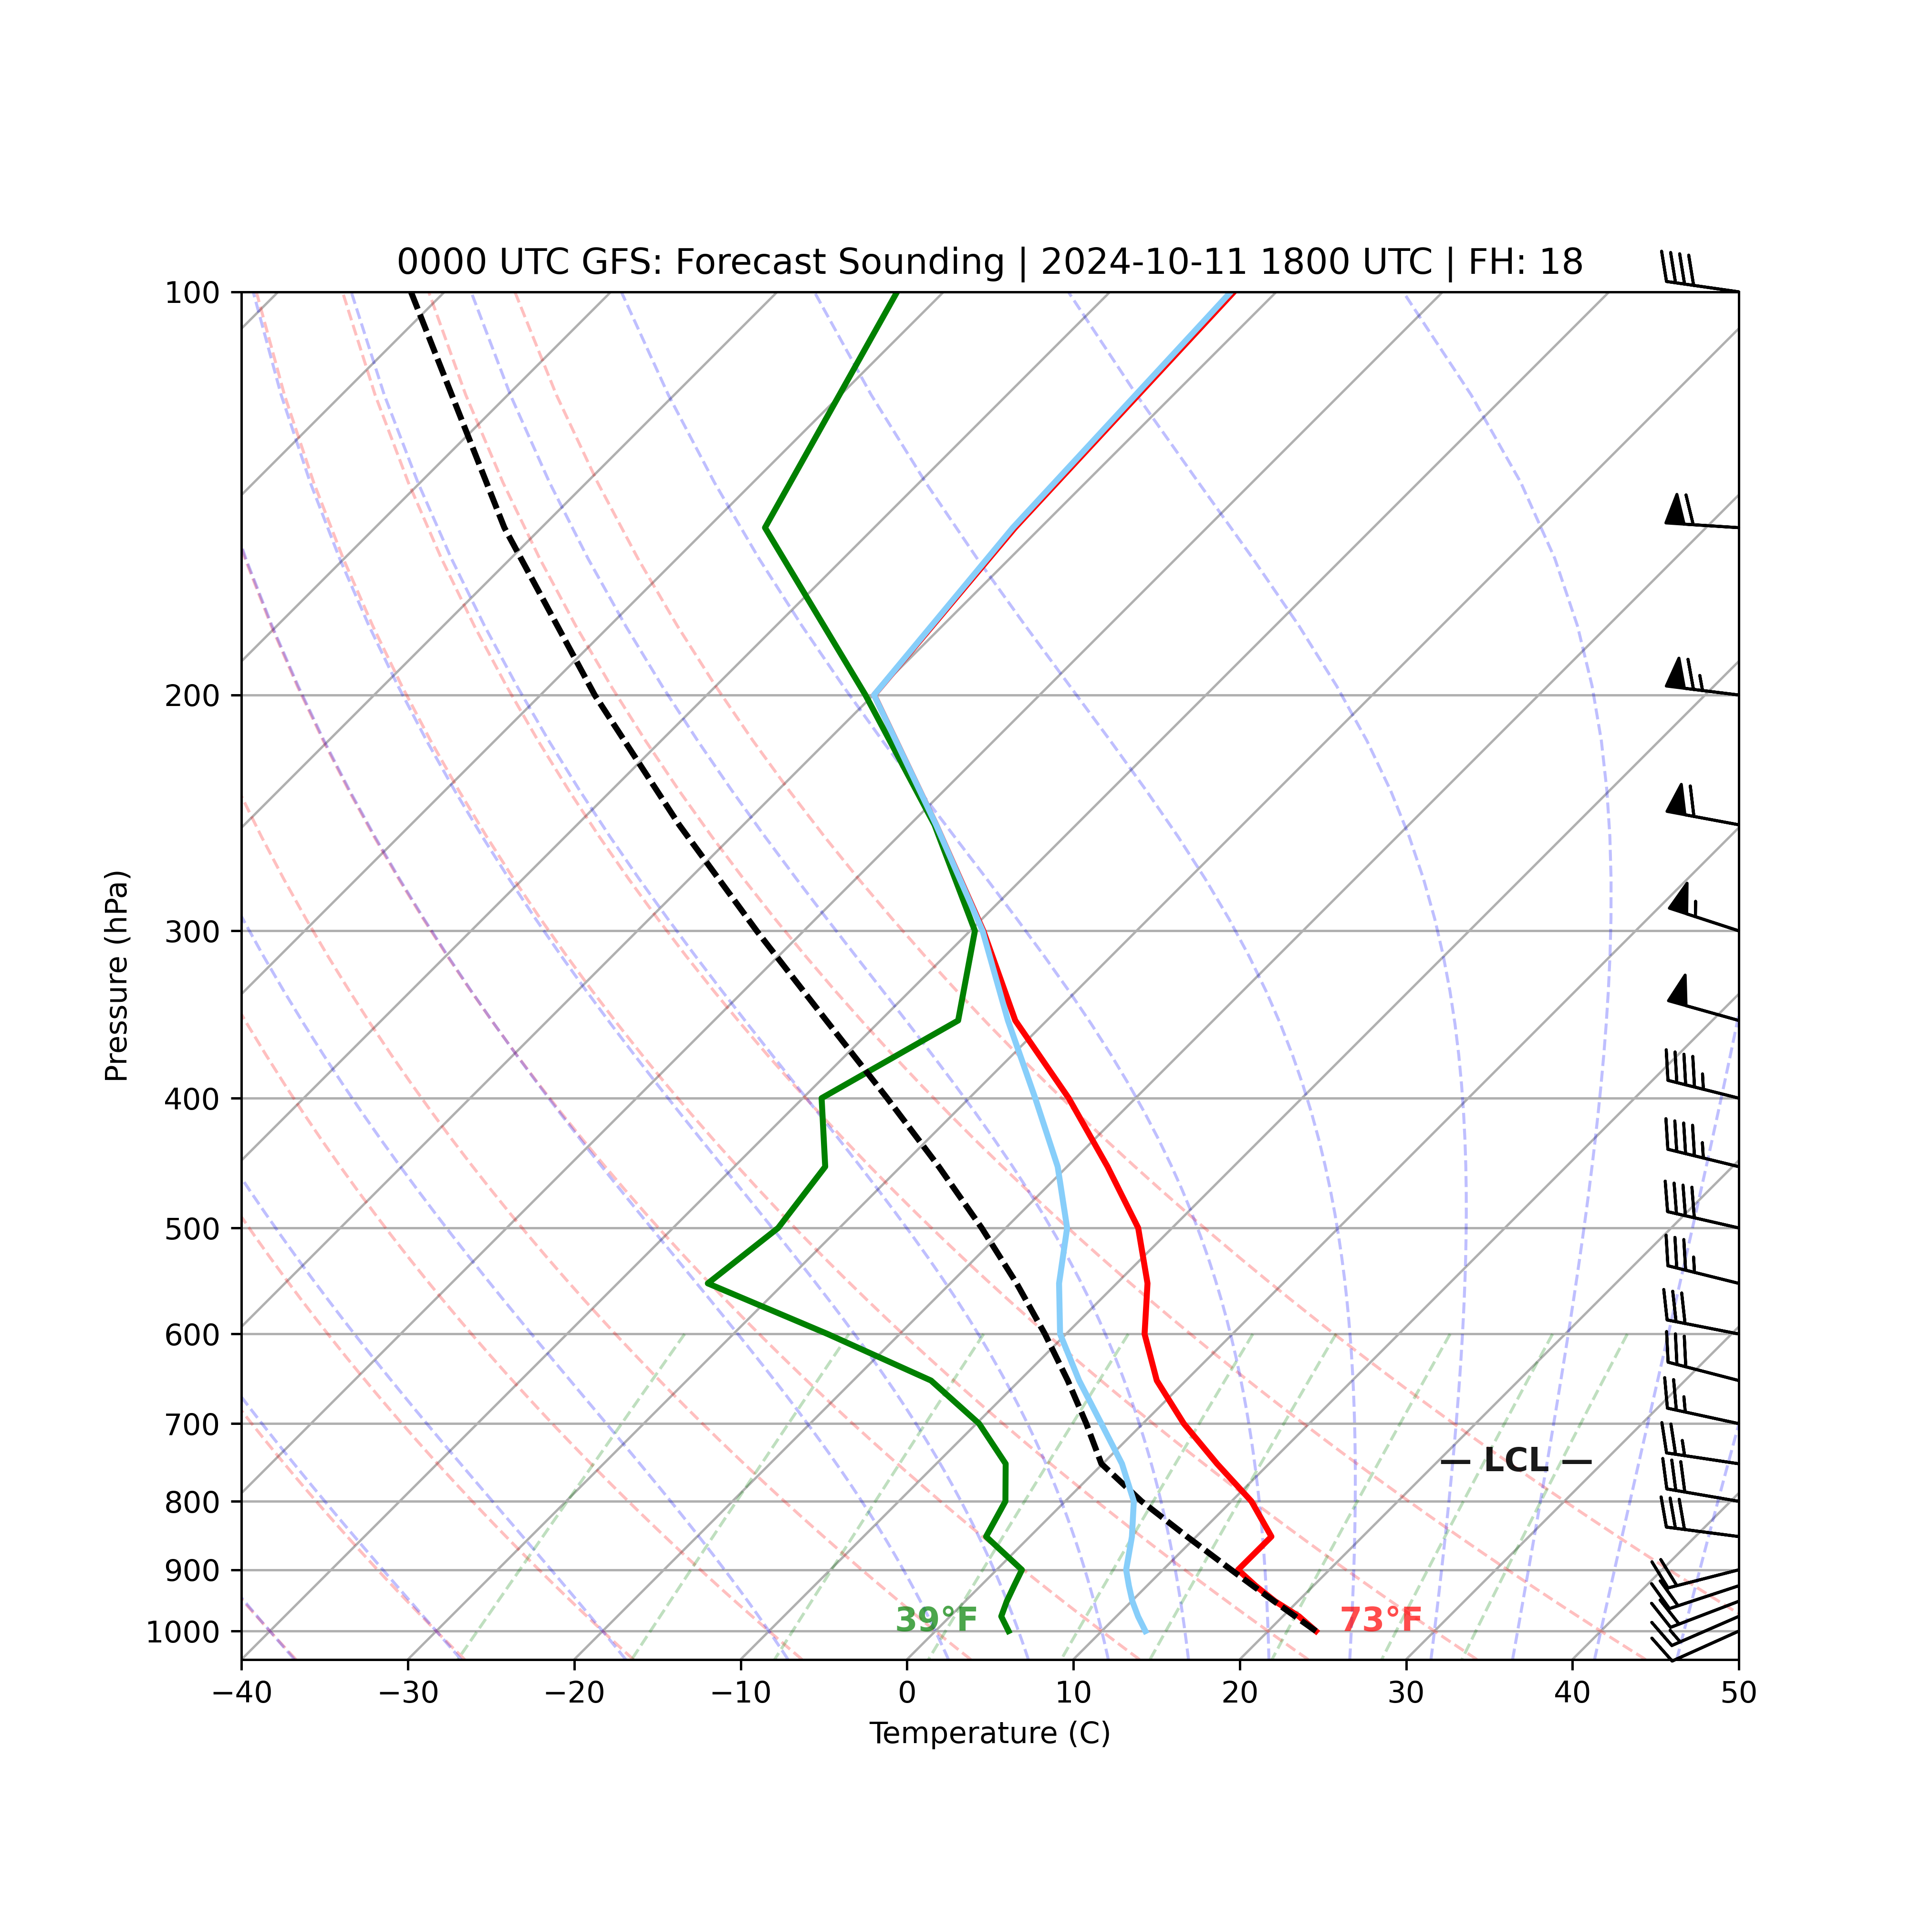 0000 UTC GFS: Forecast Sounding | 2024-10-11 1800 UTC | FH: 18
100
200
300
400
500
600
700
800
900
1000
Pressure (hPa)
— LCL —
39°F
73°F
−40 −30 −20 −10 0 10 20 30 40 50
Temperature (C)